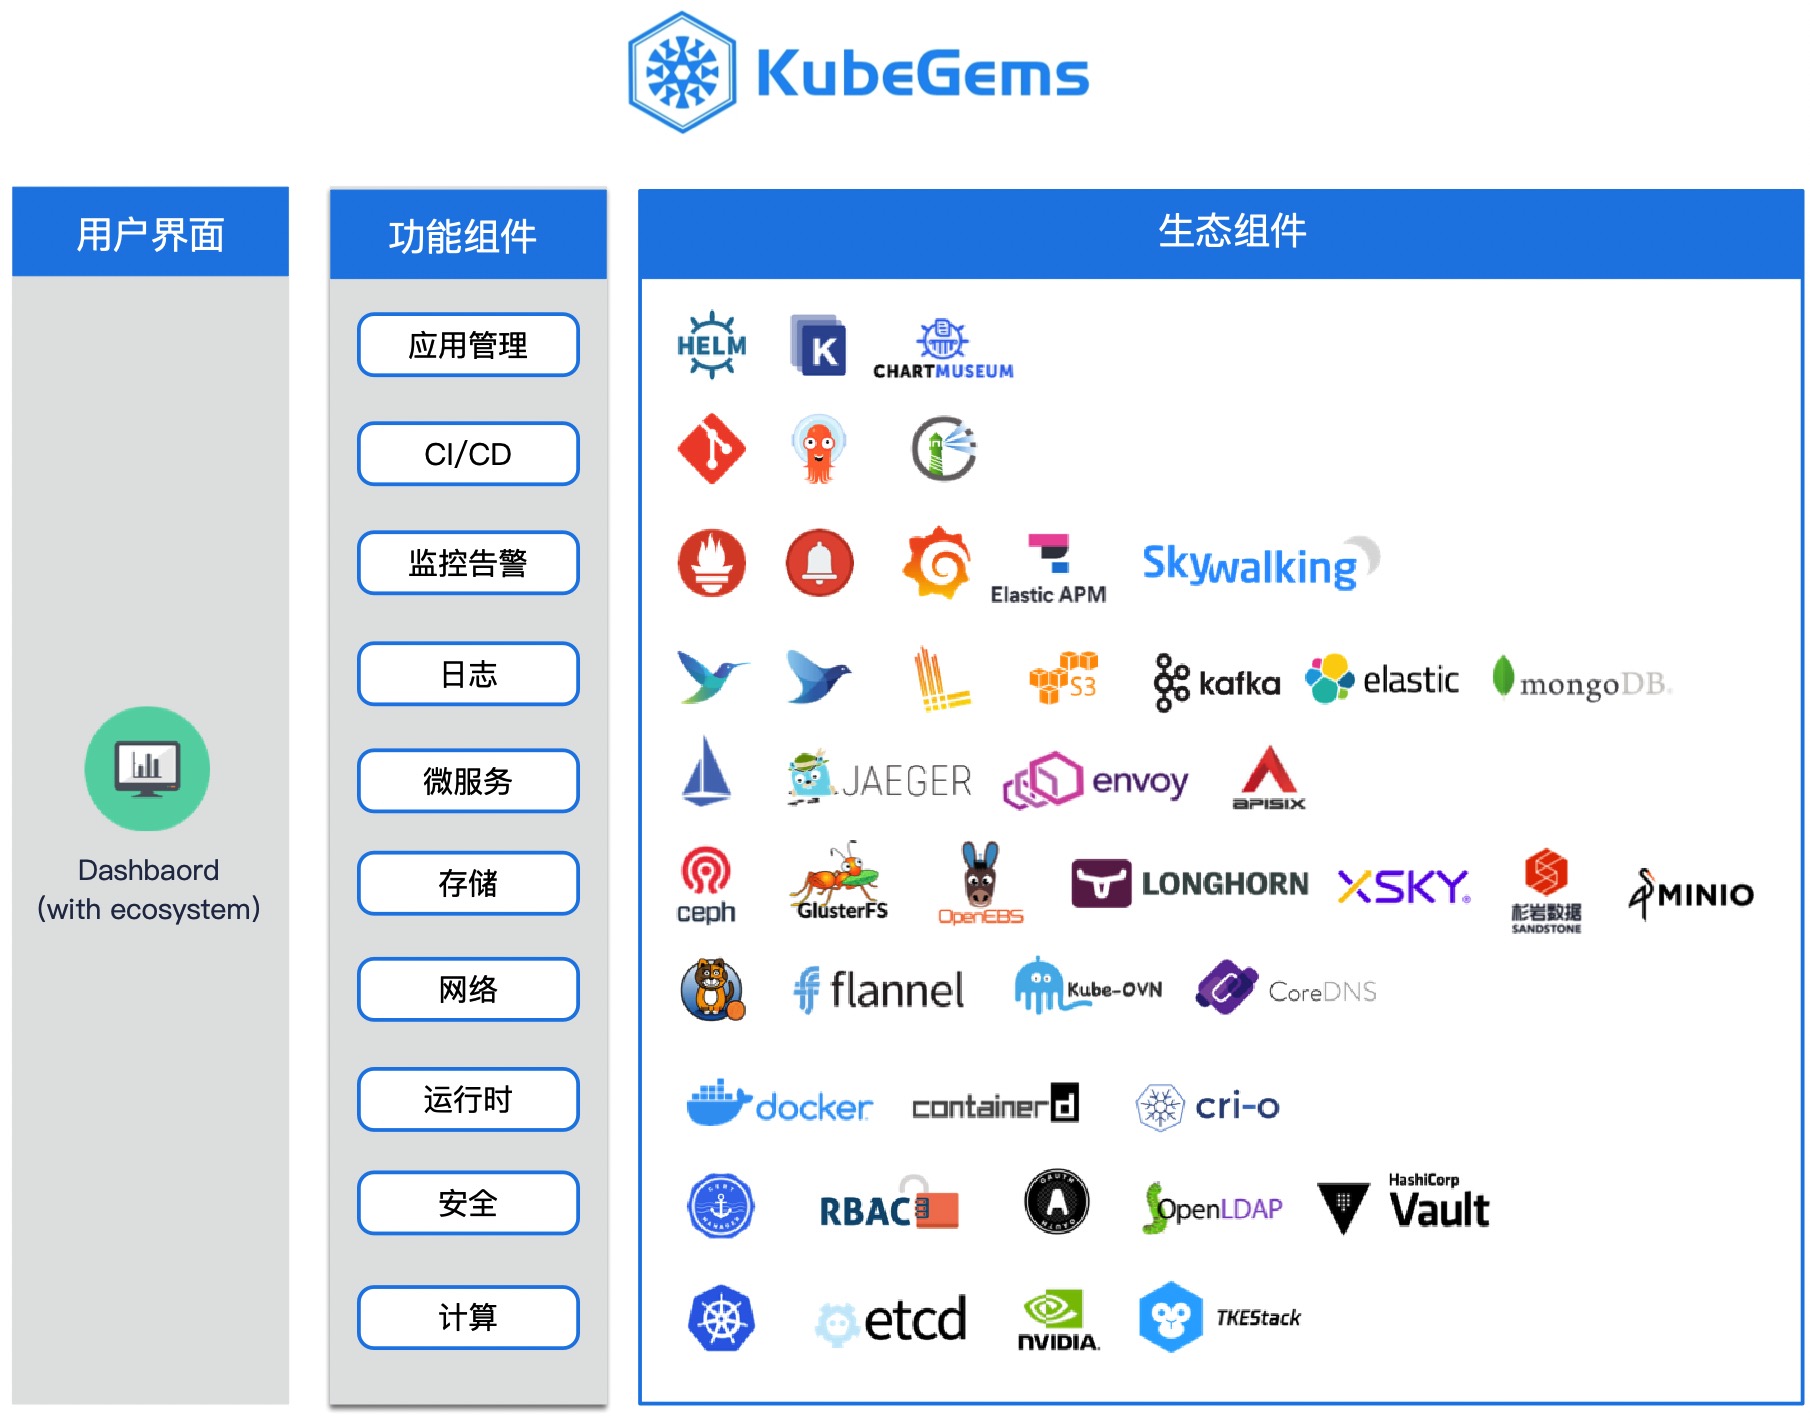 KubeGems
用户界面
功能组件
生态组件
应用管理
HELM
K
CHARTMUSEUM
CI/CD
监控告警
Elastic APM
Skywalking
日志
S3
kafka
elastic
mongoDB®
微服务
JAEGER
envoy
APISIX
Dashbaord
(with ecosystem)
存储
ceph
GlusterFS
OpenEBS
LONGHORN
XSKY®
杉岩数据
SANDSTONE
MINIO
网络
flannel
Kube-OVN
CoreDNS
运行时
docker
containerd
cri-o
安全
CERT
MANAGER
RBAC
OAUTH
A
OAUTH
OpenLDAP
HashiCorp
Vault
计算
etcd
NVIDIA
TKEStack